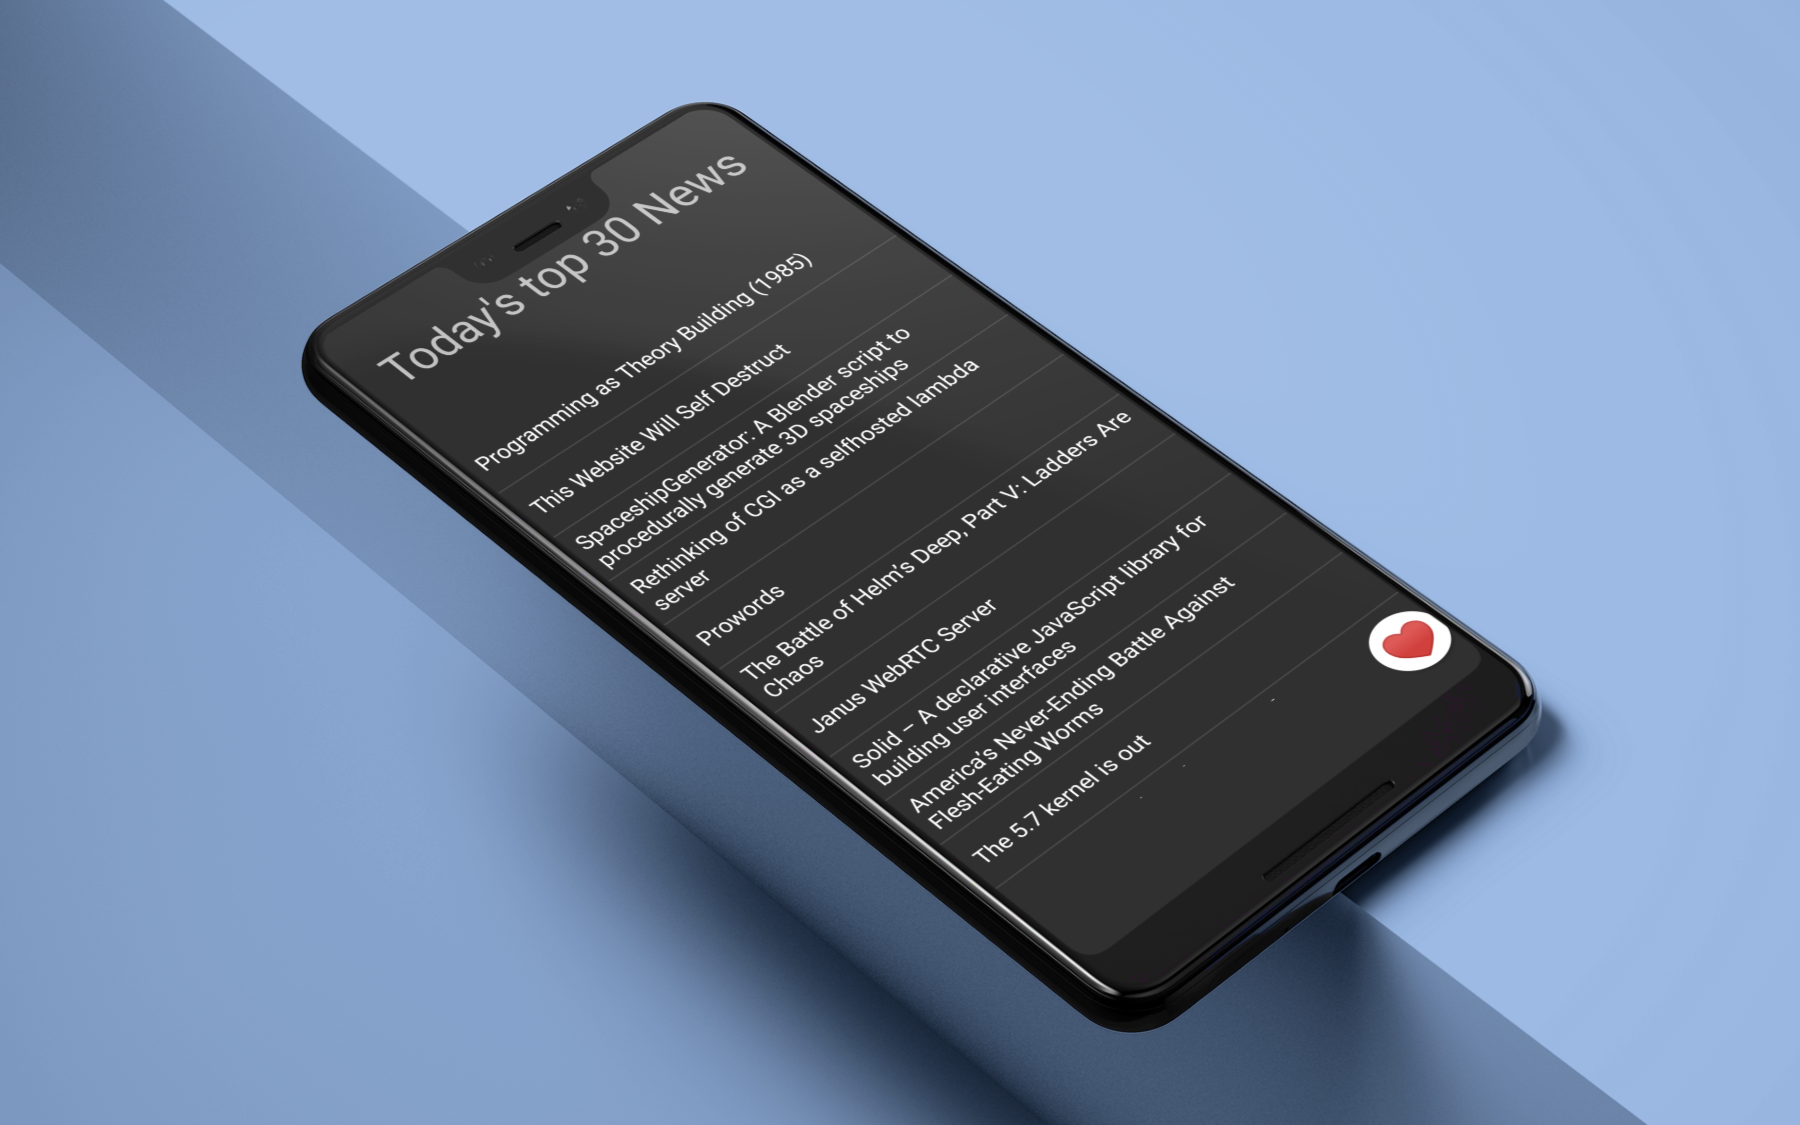 Today's top 30 News
Programming as Theory Building (1985)
This Website Will Self Destruct
SpaceshipGenerator: A Blender script to
procedurally generate 3D spaceships
Rethinking of CGI as a selfhosted lambda
server
Prowords
The Battle of Helm's Deep, Part V: Ladders Are
Chaos
Janus WebRTC Server
Solid – A declarative JavaScript library for
building user interfaces
America's Never-Ending Battle Against
Flesh-Eating Worms
The 5.7 kernel is out